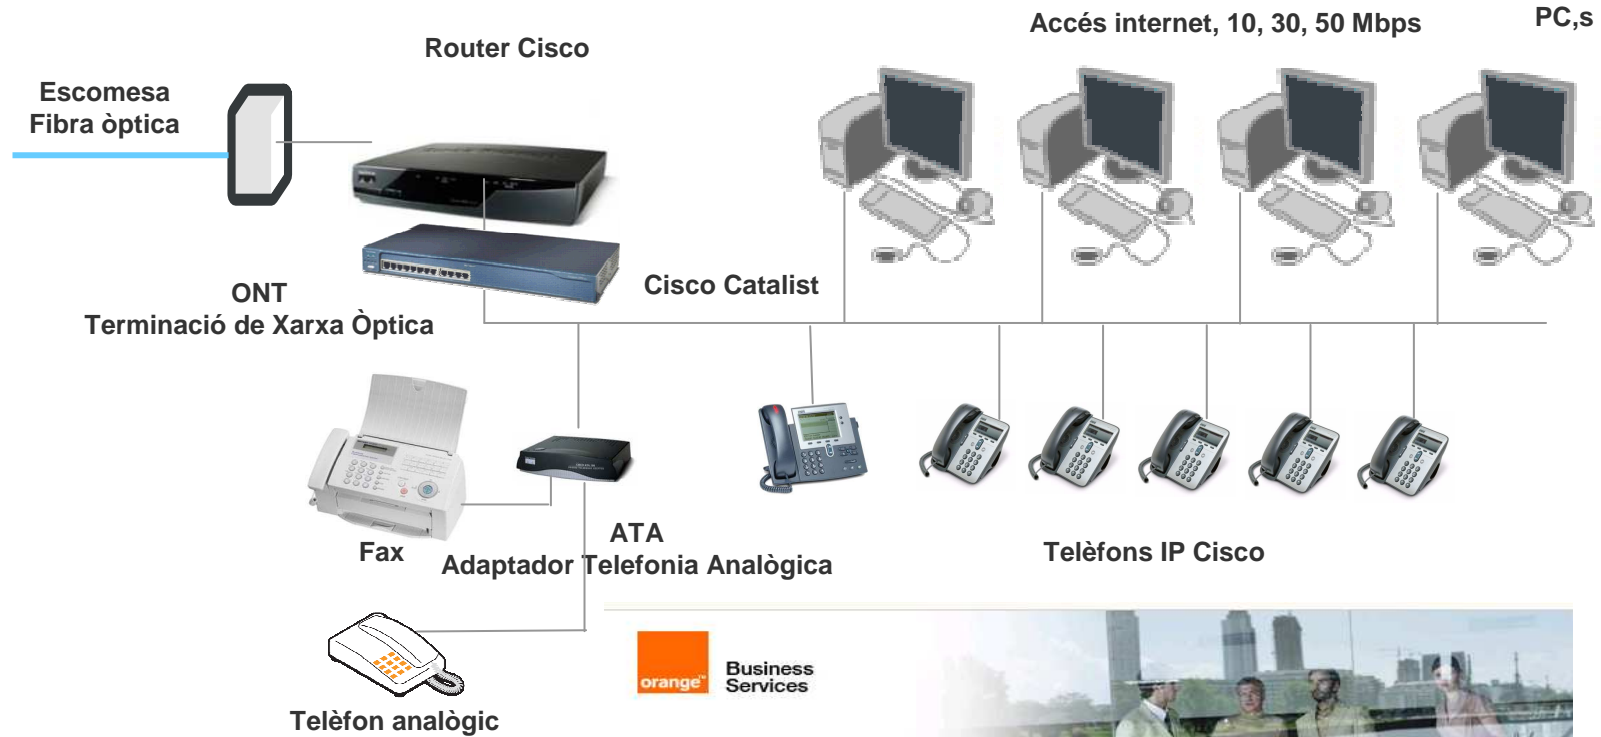 Accés internet, 10, 30, 50 Mbps
PC,s
Router Cisco
Escomesa
Fibra òptica
Cisco Catalist
ONT
Terminació de Xarxa Òptica
Fax
ATA
Adaptador Telefonia Analògica
Telèfons IP Cisco
Telèfon analògic
orange™
Business
Services